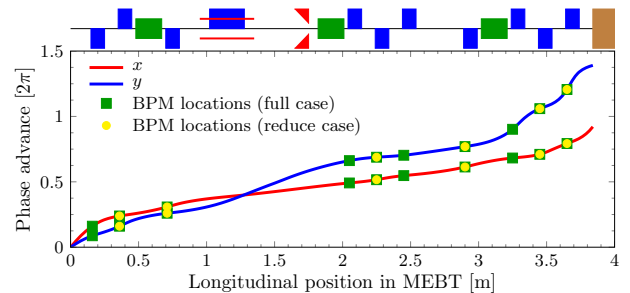 1.5
1
0.5
0
Phase advance [2π]
x
y
BPM locations (full case)
BPM locations (reduce case)
0 0.5 1 1.5 2 2.5 3 3.5 4
Longitudinal position in MEBT [m]